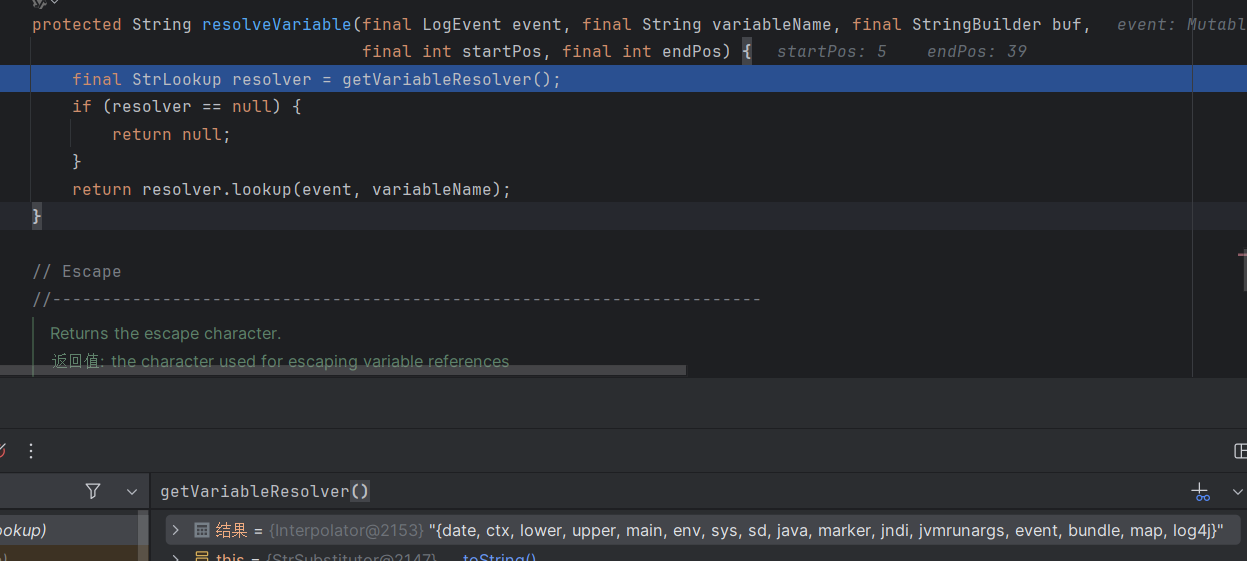 protected String resolveVariable(final LogEvent event, final String variableName, final StringBuilder buf,   event: Mutabl
final int startPos, final int endPos) {   startPos: 5    endPos: 39
final StrLookup resolver = getVariableResolver();
if (resolver == null) {
return null;
}
return resolver.lookup(event, variableName);
}
// Escape
//-----------------------------------------------------------------------
Returns the escape character.
返回值: the character used for escaping variable references
getVariableResolver()
ookup)
结果 = {Interpolator@2153} "{date, ctx, lower, upper, main, env, sys, sd, java, marker, jndi, jvmrunargs, event, bundle, map, log4j}"
this = {StrSubstitutor@2147} ... toString()